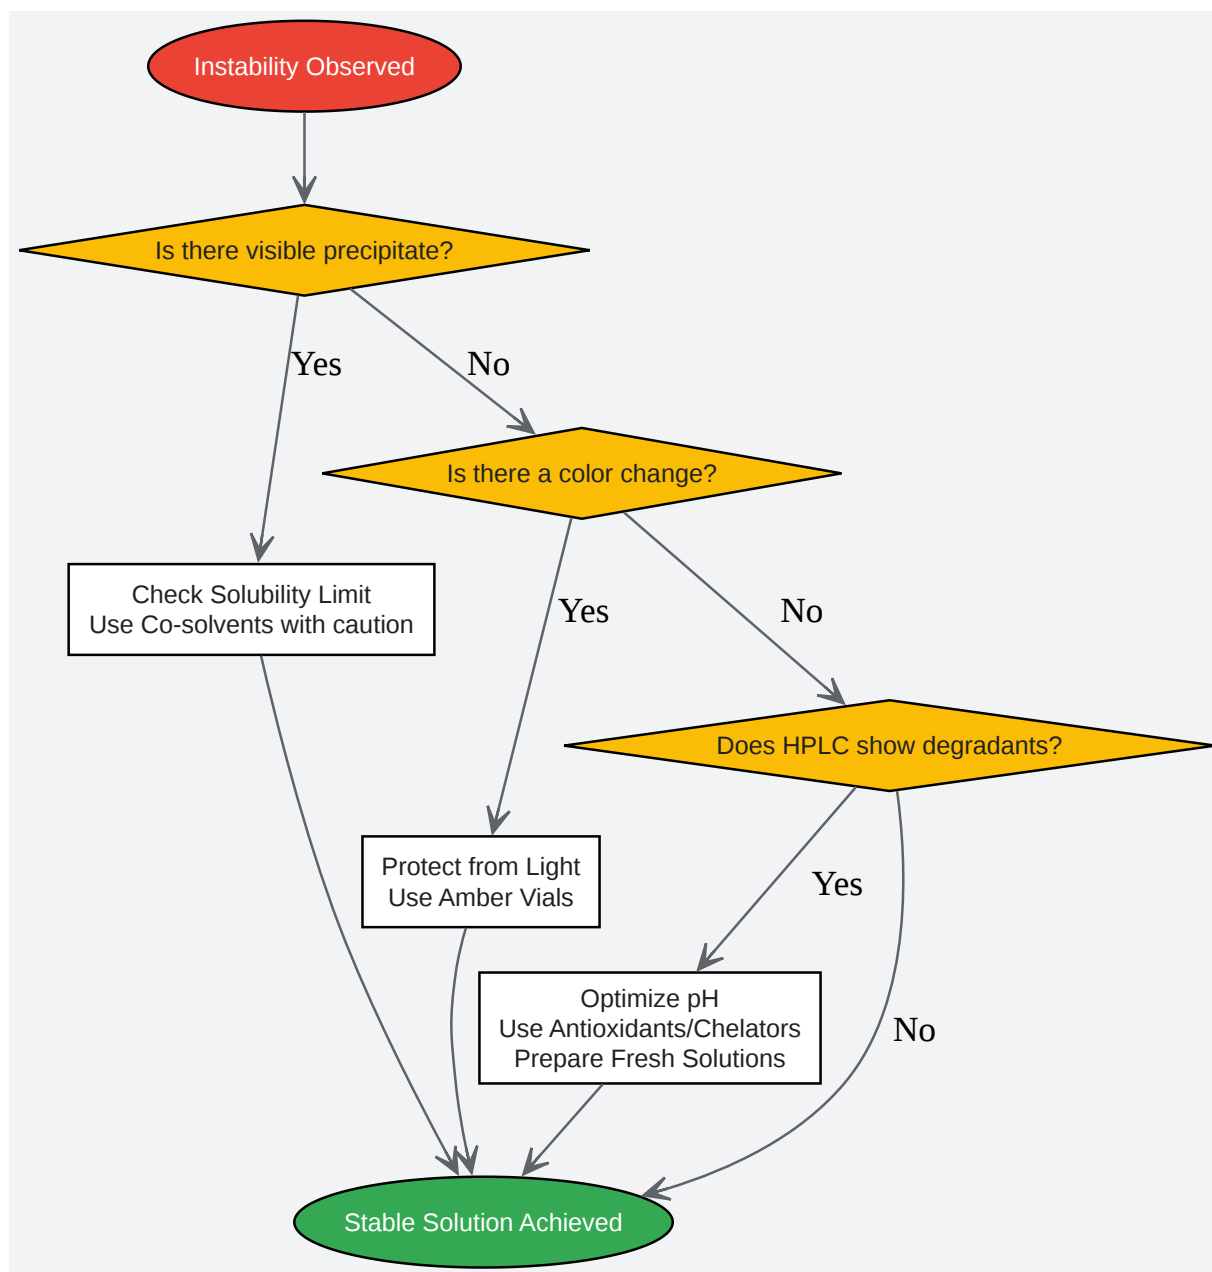 Instability Observed
Is there visible precipitate?
Yes
No
Is there a color change?
Check Solubility Limit
Use Co-solvents with caution
Yes
No
Does HPLC show degradants?
Protect from Light
Use Amber Vials
Yes
Optimize pH
Use Antioxidants/Chelators
Prepare Fresh Solutions
No
Stable Solution Achieved